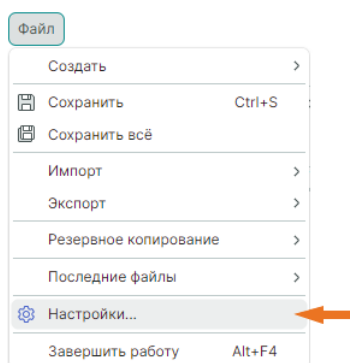 Файл
Создать
Сохранить Ctrl+S
Сохранить всё
Импорт
Экспорт
Резервное копирование
Последние файлы
Настройки...
Завершить работу Alt+F4